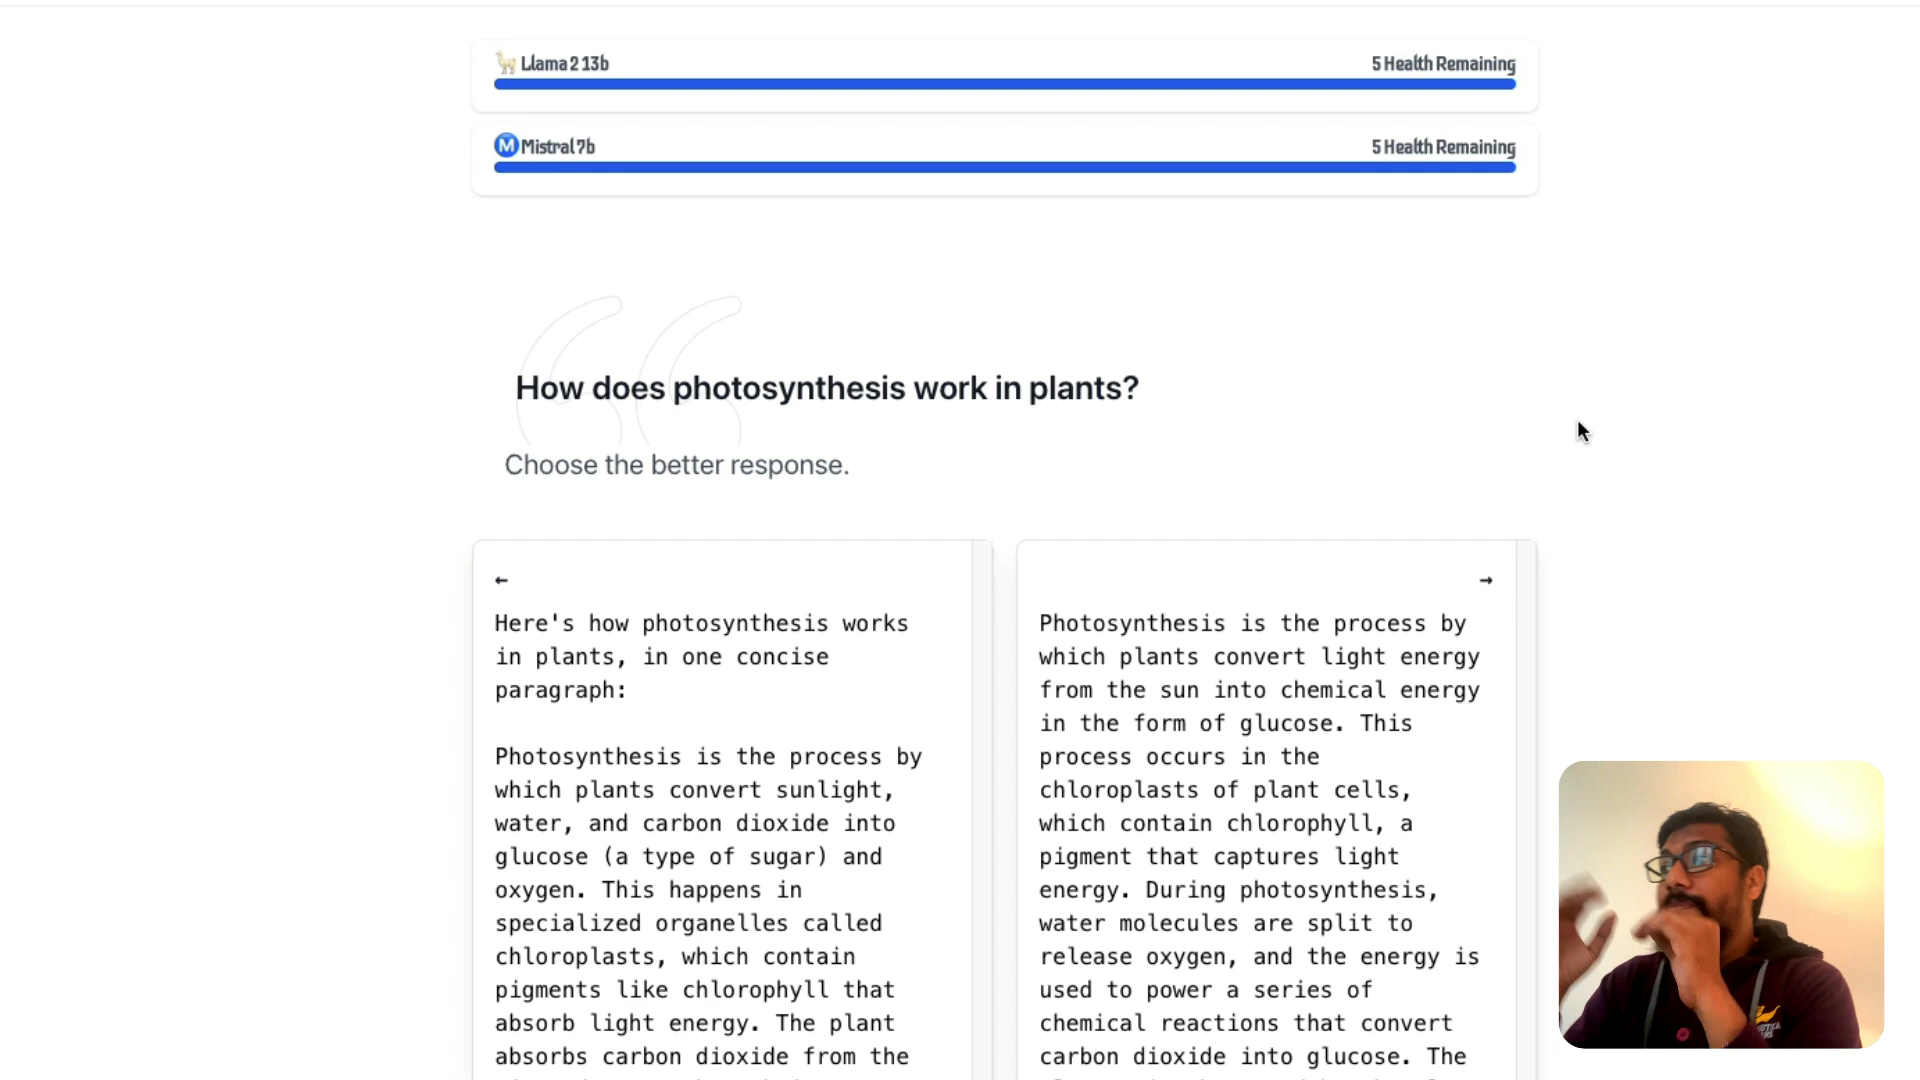 Llama 2 13b
5 Health Remaining
Mistral 7b
5 Health Remaining
How does photosynthesis work in plants?
Choose the better response.
←
Here's how photosynthesis works
in plants, in one concise
paragraph:
Photosynthesis is the process by
which plants convert sunlight,
water, and carbon dioxide into
glucose (a type of sugar) and
oxygen. This happens in
specialized organelles called
chloroplasts, which contain
pigments like chlorophyll that
absorb light energy. The plant
absorbs carbon dioxide from the
→
Photosynthesis is the process by
which plants convert light energy
from the sun into chemical energy
in the form of glucose. This
process occurs in the
chloroplasts of plant cells,
which contain chlorophyll, a
pigment that captures light
energy. During photosynthesis,
water molecules are split to
release oxygen, and the energy is
used to power a series of
chemical reactions that convert
carbon dioxide into glucose. The